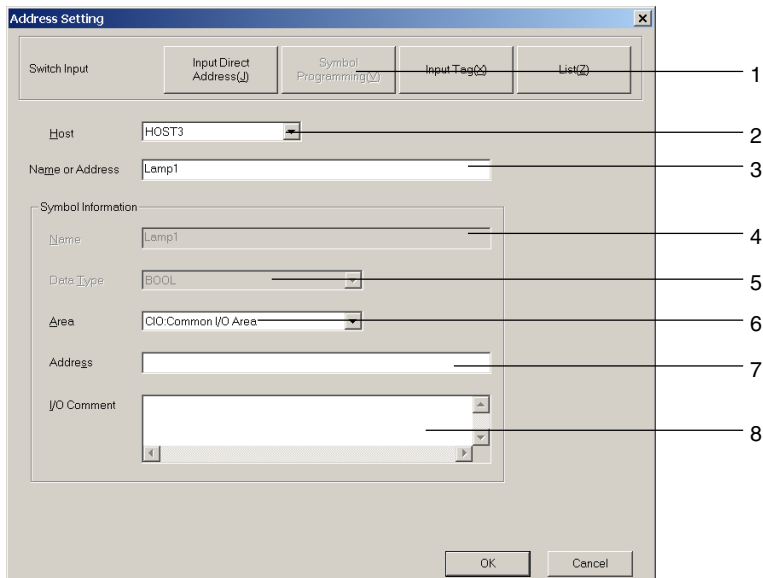 Address Setting
Switch Input
Input Direct
Address(J)
Symbol
Programming(V)
Input Tag(X)
List(Z)
1
Host
HOST3
2
Name or Address
Lamp1
3
Symbol Information
Name
Lamp1
4
Data Type
BOOL
5
Area
CIO:Common I/O Area
6
Address
7
I/O Comment
8
OK
Cancel